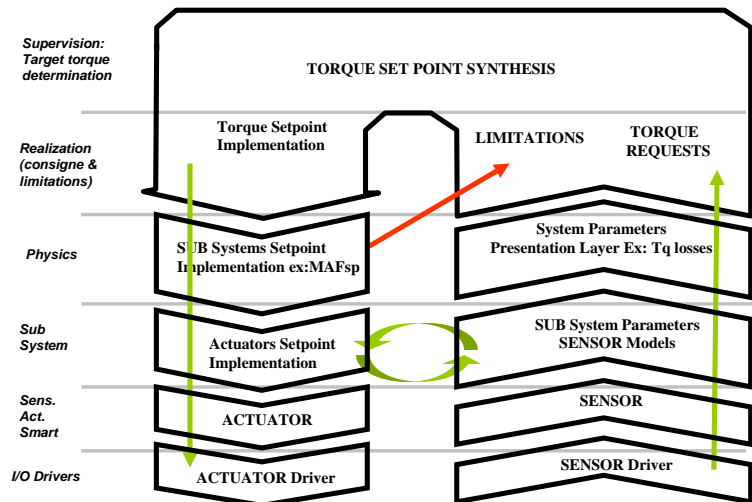 Supervision:
Target torque
determination
TORQUE SET POINT SYNTHESIS
Realization
(consigne &
limitations)
Torque Setpoint
Implementation
LIMITATIONS
TORQUE
REQUESTS
Physics
SUB Systems Setpoint
Implementation ex:MAFsp
System Parameters
Presentation Layer Ex: Tq losses
Sub
System
Actuators Setpoint
Implementation
SUB System Parameters
SENSOR Models
Sens.
Act.
Smart
ACTUATOR
SENSOR
I/O Drivers
ACTUATOR Driver
SENSOR Driver